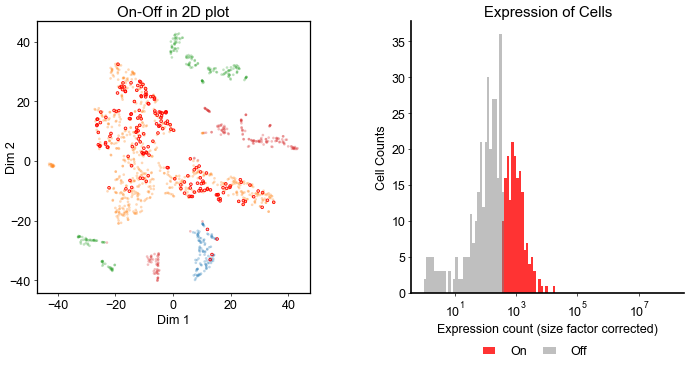 On-Off in 2D plot
Dim 2
40
20
0
−20
−40
−40 −20 0 20 40
Dim 1
Expression of Cells
Cell Counts
35
30
25
20
15
10
5
0
10^1 10^3 10^5 10^7
Expression count (size factor corrected)
On Off